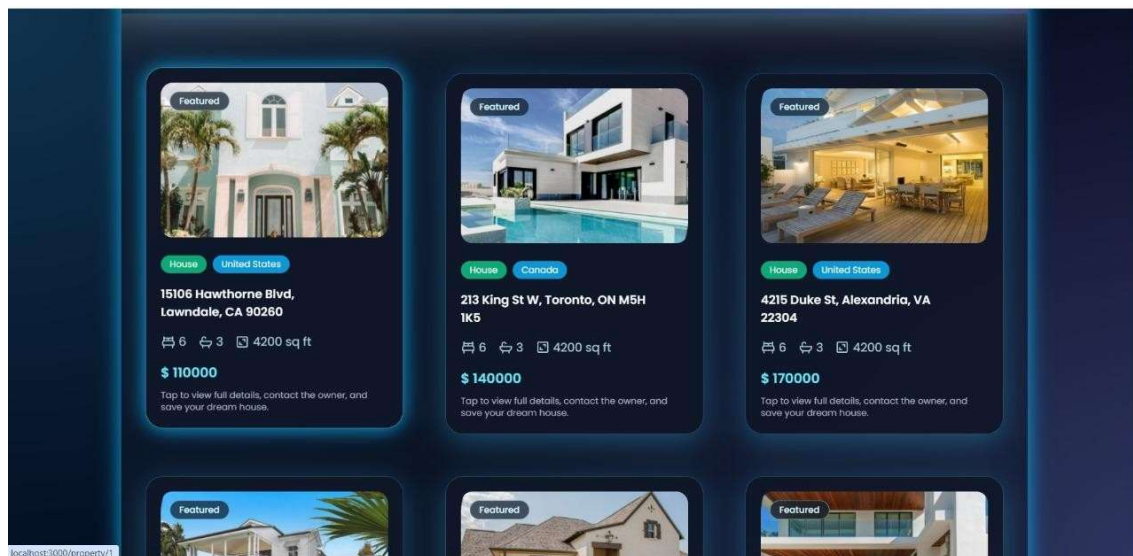 Featured
House United States
15106 Hawthorne Blvd,
Lawndale, CA 90260
6 3 4200 sq ft
$ 110000
Tap to view full details, contact the owner, and
save your dream house.
Featured
House Canada
213 King St W, Toronto, ON M5H
1K5
6 3 4200 sq ft
$ 140000
Tap to view full details, contact the owner, and
save your dream house.
Featured
House United States
4215 Duke St, Alexandria, VA
22304
6 3 4200 sq ft
$ 170000
Tap to view full details, contact the owner, and
save your dream house.
Featured
Featured
Featured
localhost:3000/property/1